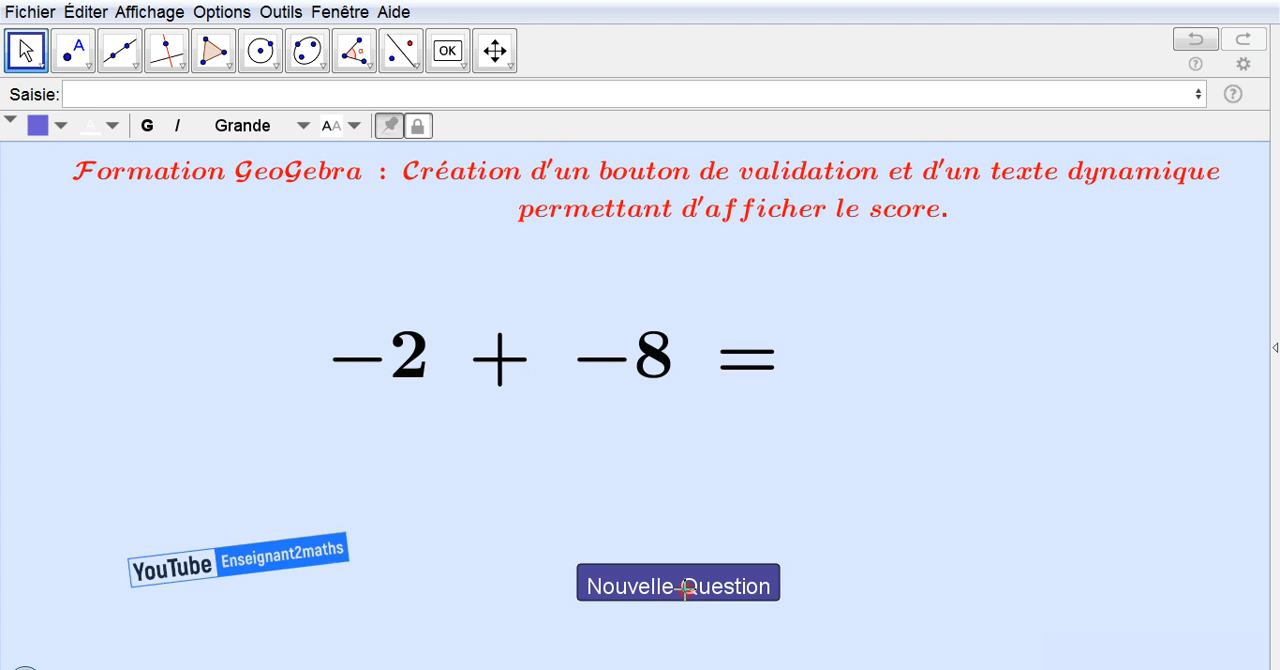 Fichier Éditer Affichage Options Outils Fenêtre Aide
A
α
OK
Saisie:
A G I Grande AA
Formation GeoGebra : Création d'un bouton de validation et d'un texte dynamique
permettant d'afficher le score.
−2 + −8 =
YouTube Enseignant2maths
Nouvelle Question